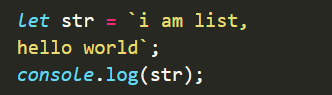 let str = `i am list,
hello world`;
console.log(str);